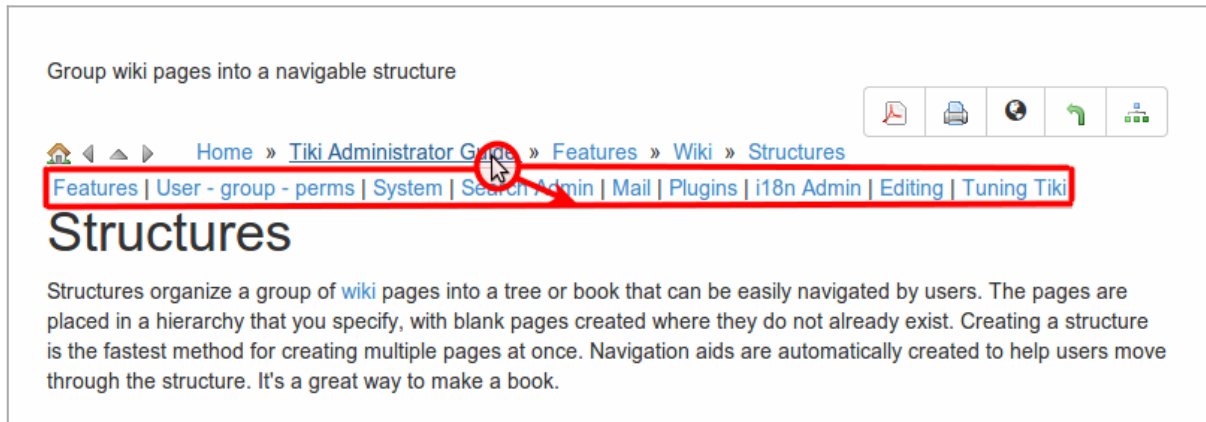 Group wiki pages into a navigable structure
Home » Tiki Administrator Guide » Features » Wiki » Structures
Features | User - group - perms | System | Search Admin | Mail | Plugins | i18n Admin | Editing | Tuning Tiki
Structures
Structures organize a group of wiki pages into a tree or book that can be easily navigated by users. The pages are
placed in a hierarchy that you specify, with blank pages created where they do not already exist. Creating a structure
is the fastest method for creating multiple pages at once. Navigation aids are automatically created to help users move
through the structure. It's a great way to make a book.